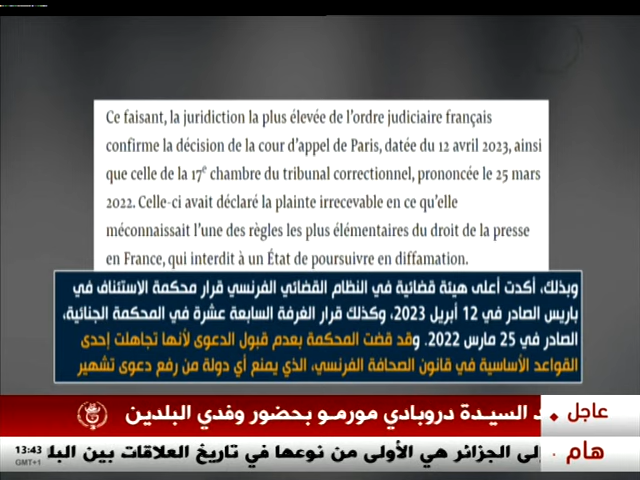 Ce faisant, la juridiction la plus élevée de l'ordre judiciaire français
confirme la décision de la cour d'appel de Paris, datée du 12 avril 2023, ainsi
que celle de la 17e chambre du tribunal correctionnel, prononcée le 25 mars
2022. Celle-ci avait déclaré la plainte irrecevable en ce qu'elle
méconnaissait l'une des règles les plus élémentaires du droit de la presse
en France, qui interdit à un État de poursuivre en diffamation.
وبذلك، أكدت أعلى هيئة قضائية في النظام القضائي الفرنسي قرار محكمة الاستئناف في
باريس الصادر في 12 أبريل 2023، وكذلك قرار الغرفة السابعة عشرة في المحكمة الجنائية،
الصادر في 25 مارس 2022. وقد قضت المحكمة بعدم قبول الدعوى لأنها تجاهلت إحدى
القواعد الأساسية في قانون الصحافة الفرنسي، الذي يمنع أي دولة من رفع دعوى تشهير
عاجل
د السيدة دروبادي مورمو بحضور وفدي البلدين
هام
لى الجزائر هي الأولى من نوعها في تاريخ العلاقات بين البل
13:43
GMT+1